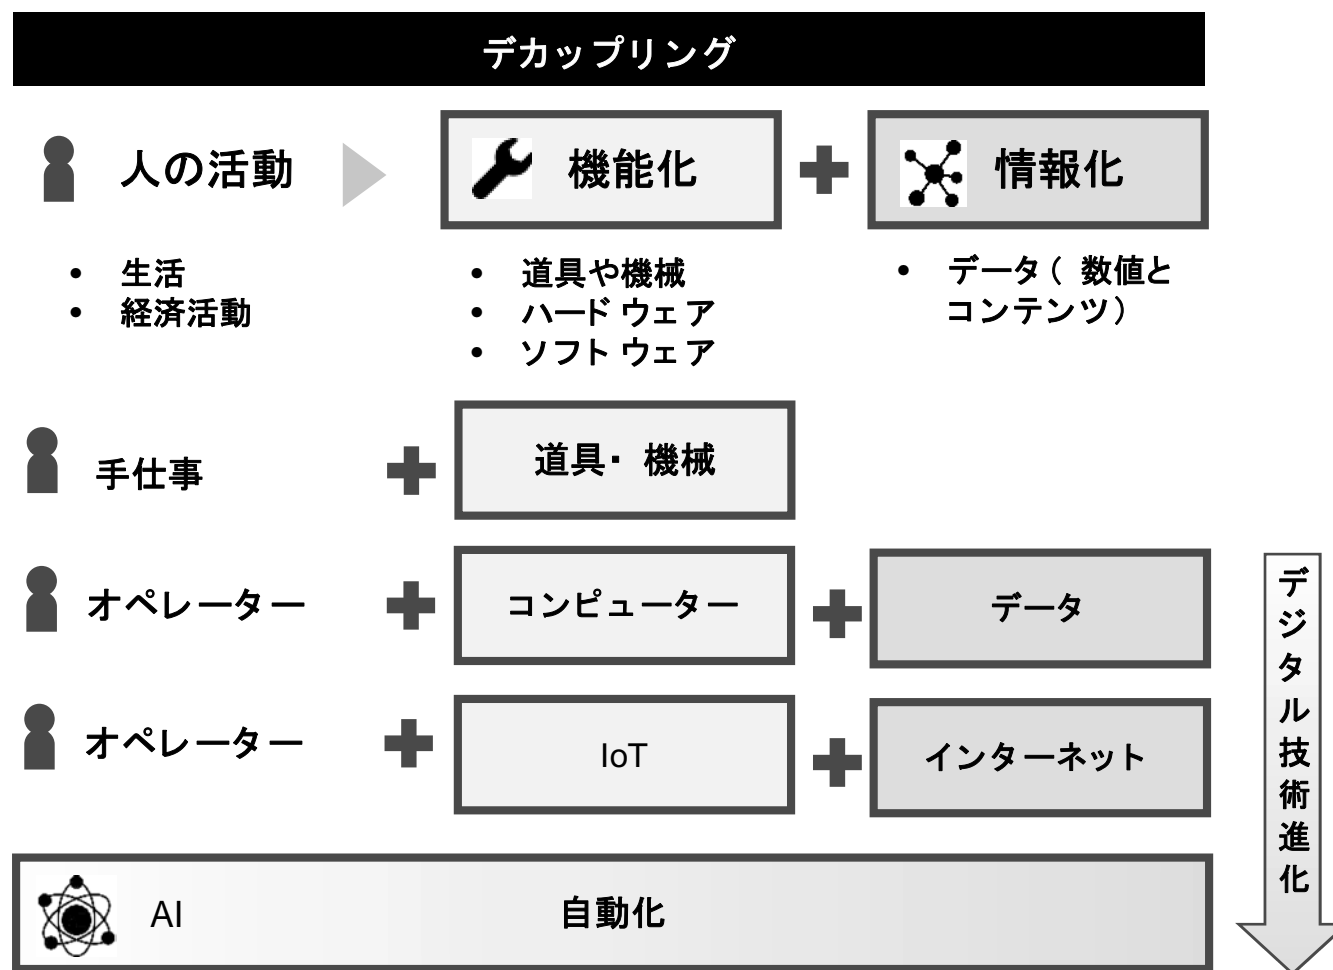 デカップリング
人の活動
機能化
情報化
• 生活
• 経済活動
• 道具や機械
• ハードウェア
• ソフトウェア
• データ(数値と
コンテンツ)
手仕事
道具・機械
オペレーター
コンピューター
データ
オペレーター
IoT
インターネット
AI
自動化
デジタル技術進化